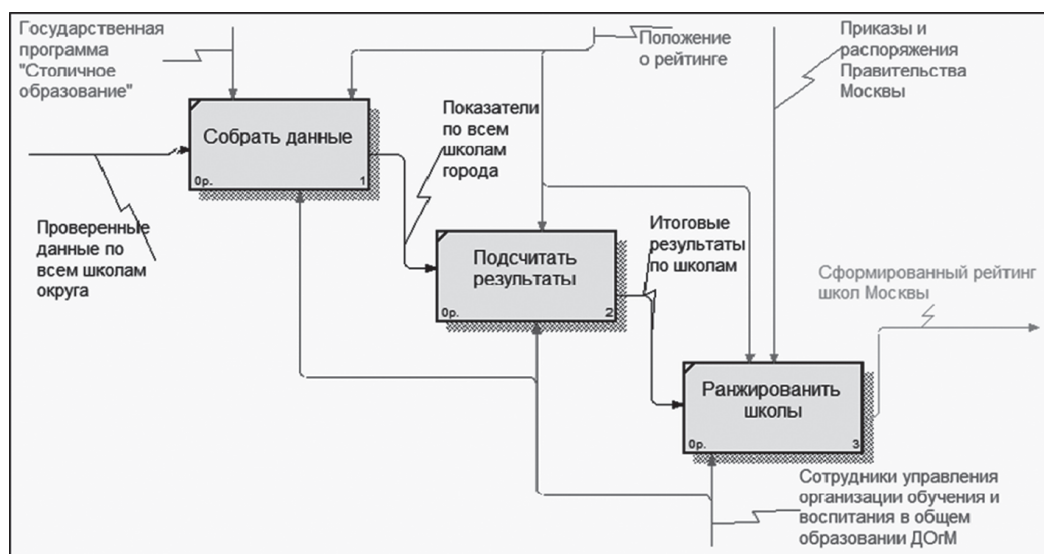 Государственная
программа
"Столичное
образование"
Положение
о рейтинге
Приказы и
распоряжения
Правительства
Москвы
Собрать данные
0р.
1
Показатели
по всем
школам
города
Проверенные
данные по
всем школам
округа
Подсчитать
результаты
0р.
2
Итоговые
результаты
по школам
Сформированный рейтинг
школ Москвы
Ранжированить
школы
0р.
3
Сотрудники управления
организации обучения и
воспитания в общем
образовании ДОгМ